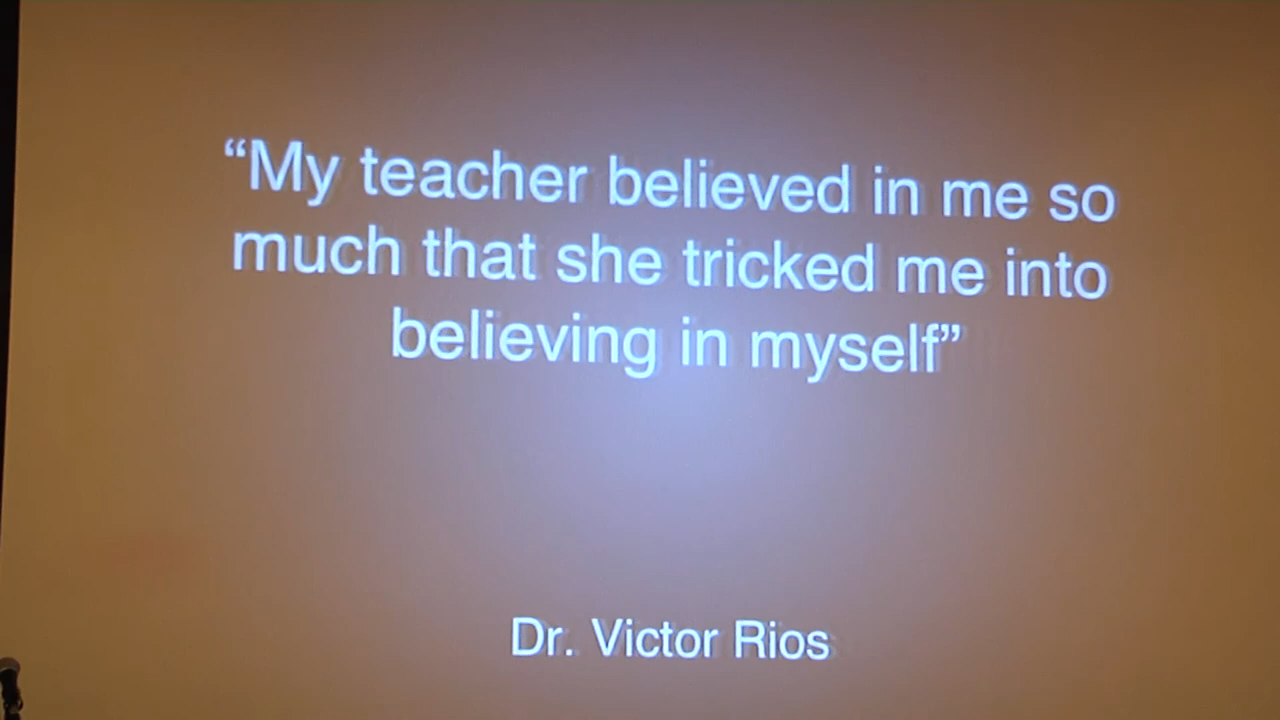 “My teacher believed in me so
much that she tricked me into
believing in myself”
Dr. Victor Rios